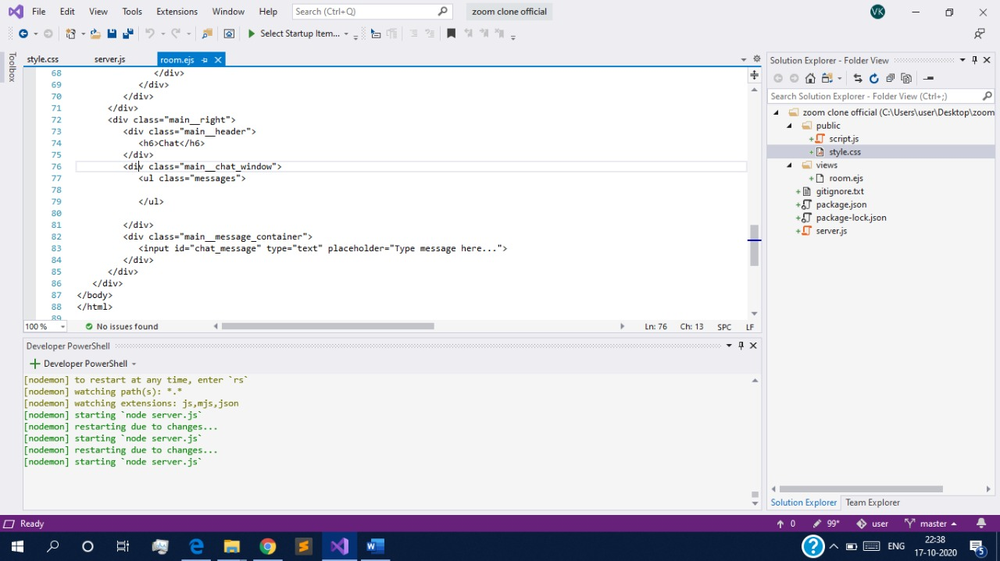 File Edit View Tools Extensions Window Help Search (Ctrl+Q) zoom clone official VK
Select Startup Item...
Toolbox
style.css server.js room.ejs
68 </div>
69 </div>
70 </div>
71 </div>
72 <div class="main__right">
73 <div class="main__header">
74 <h6>Chat</h6>
75 </div>
76 <div class="main__chat_window">
77 <ul class="messages">
78
79 </ul>
80
81 </div>
82 <div class="main__message_container">
83 <input id="chat_message" type="text" placeholder="Type message here...">
84 </div>
85 </div>
86 </div>
87 </body>
88 </html>
89
100 % No issues found Ln: 76 Ch: 13 SPC LF
Developer PowerShell
Developer PowerShell
[nodemon] to restart at any time, enter `rs`
[nodemon] watching path(s): *.*
[nodemon] watching extensions: js,mjs,json
[nodemon] starting `node server.js`
[nodemon] restarting due to changes...
[nodemon] starting `node server.js`
[nodemon] restarting due to changes...
[nodemon] starting `node server.js`
Solution Explorer - Folder View
Search Solution Explorer - Folder View (Ctrl+;)
zoom clone official (C:\Users\user\Desktop\zoom
public
script.js
style.css
views
room.ejs
gitignore.txt
package.json
package-lock.json
server.js
Solution Explorer Team Explorer
Ready 0 99* user master
ENG 22:38
17-10-2020 5